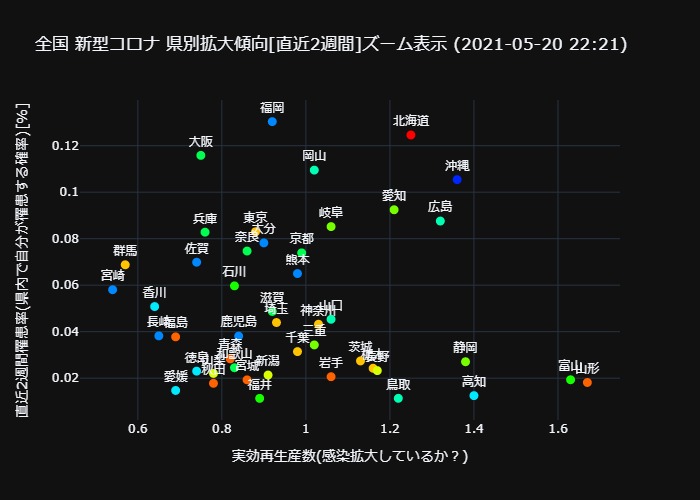 全国 新型コロナ 県別拡大傾向[直近2週間]ズーム表示 (2021-05-20 22:21)
直近2週間罹患率(県内で自分が罹患する確率)[%]
福岡
北海道
0.12
大阪
岡山
沖縄
0.1
愛知
広島
兵庫
東京
大分
岐阜
0.08
奈良
京都
群馬
佐賀
熊本
0.06
宮崎
石川
香川
滋賀
埼玉
神奈川
山口
0.04
長崎
福島
鹿児島
三重
千葉
青森
和歌山
茨城
長野
静岡
徳島
秋田
宮城
新潟
岩手
富山
山形
0.02
愛媛
福井
鳥取
高知
0.6
0.8
1
1.2
1.4
1.6
実効再生産数(感染拡大しているか？)